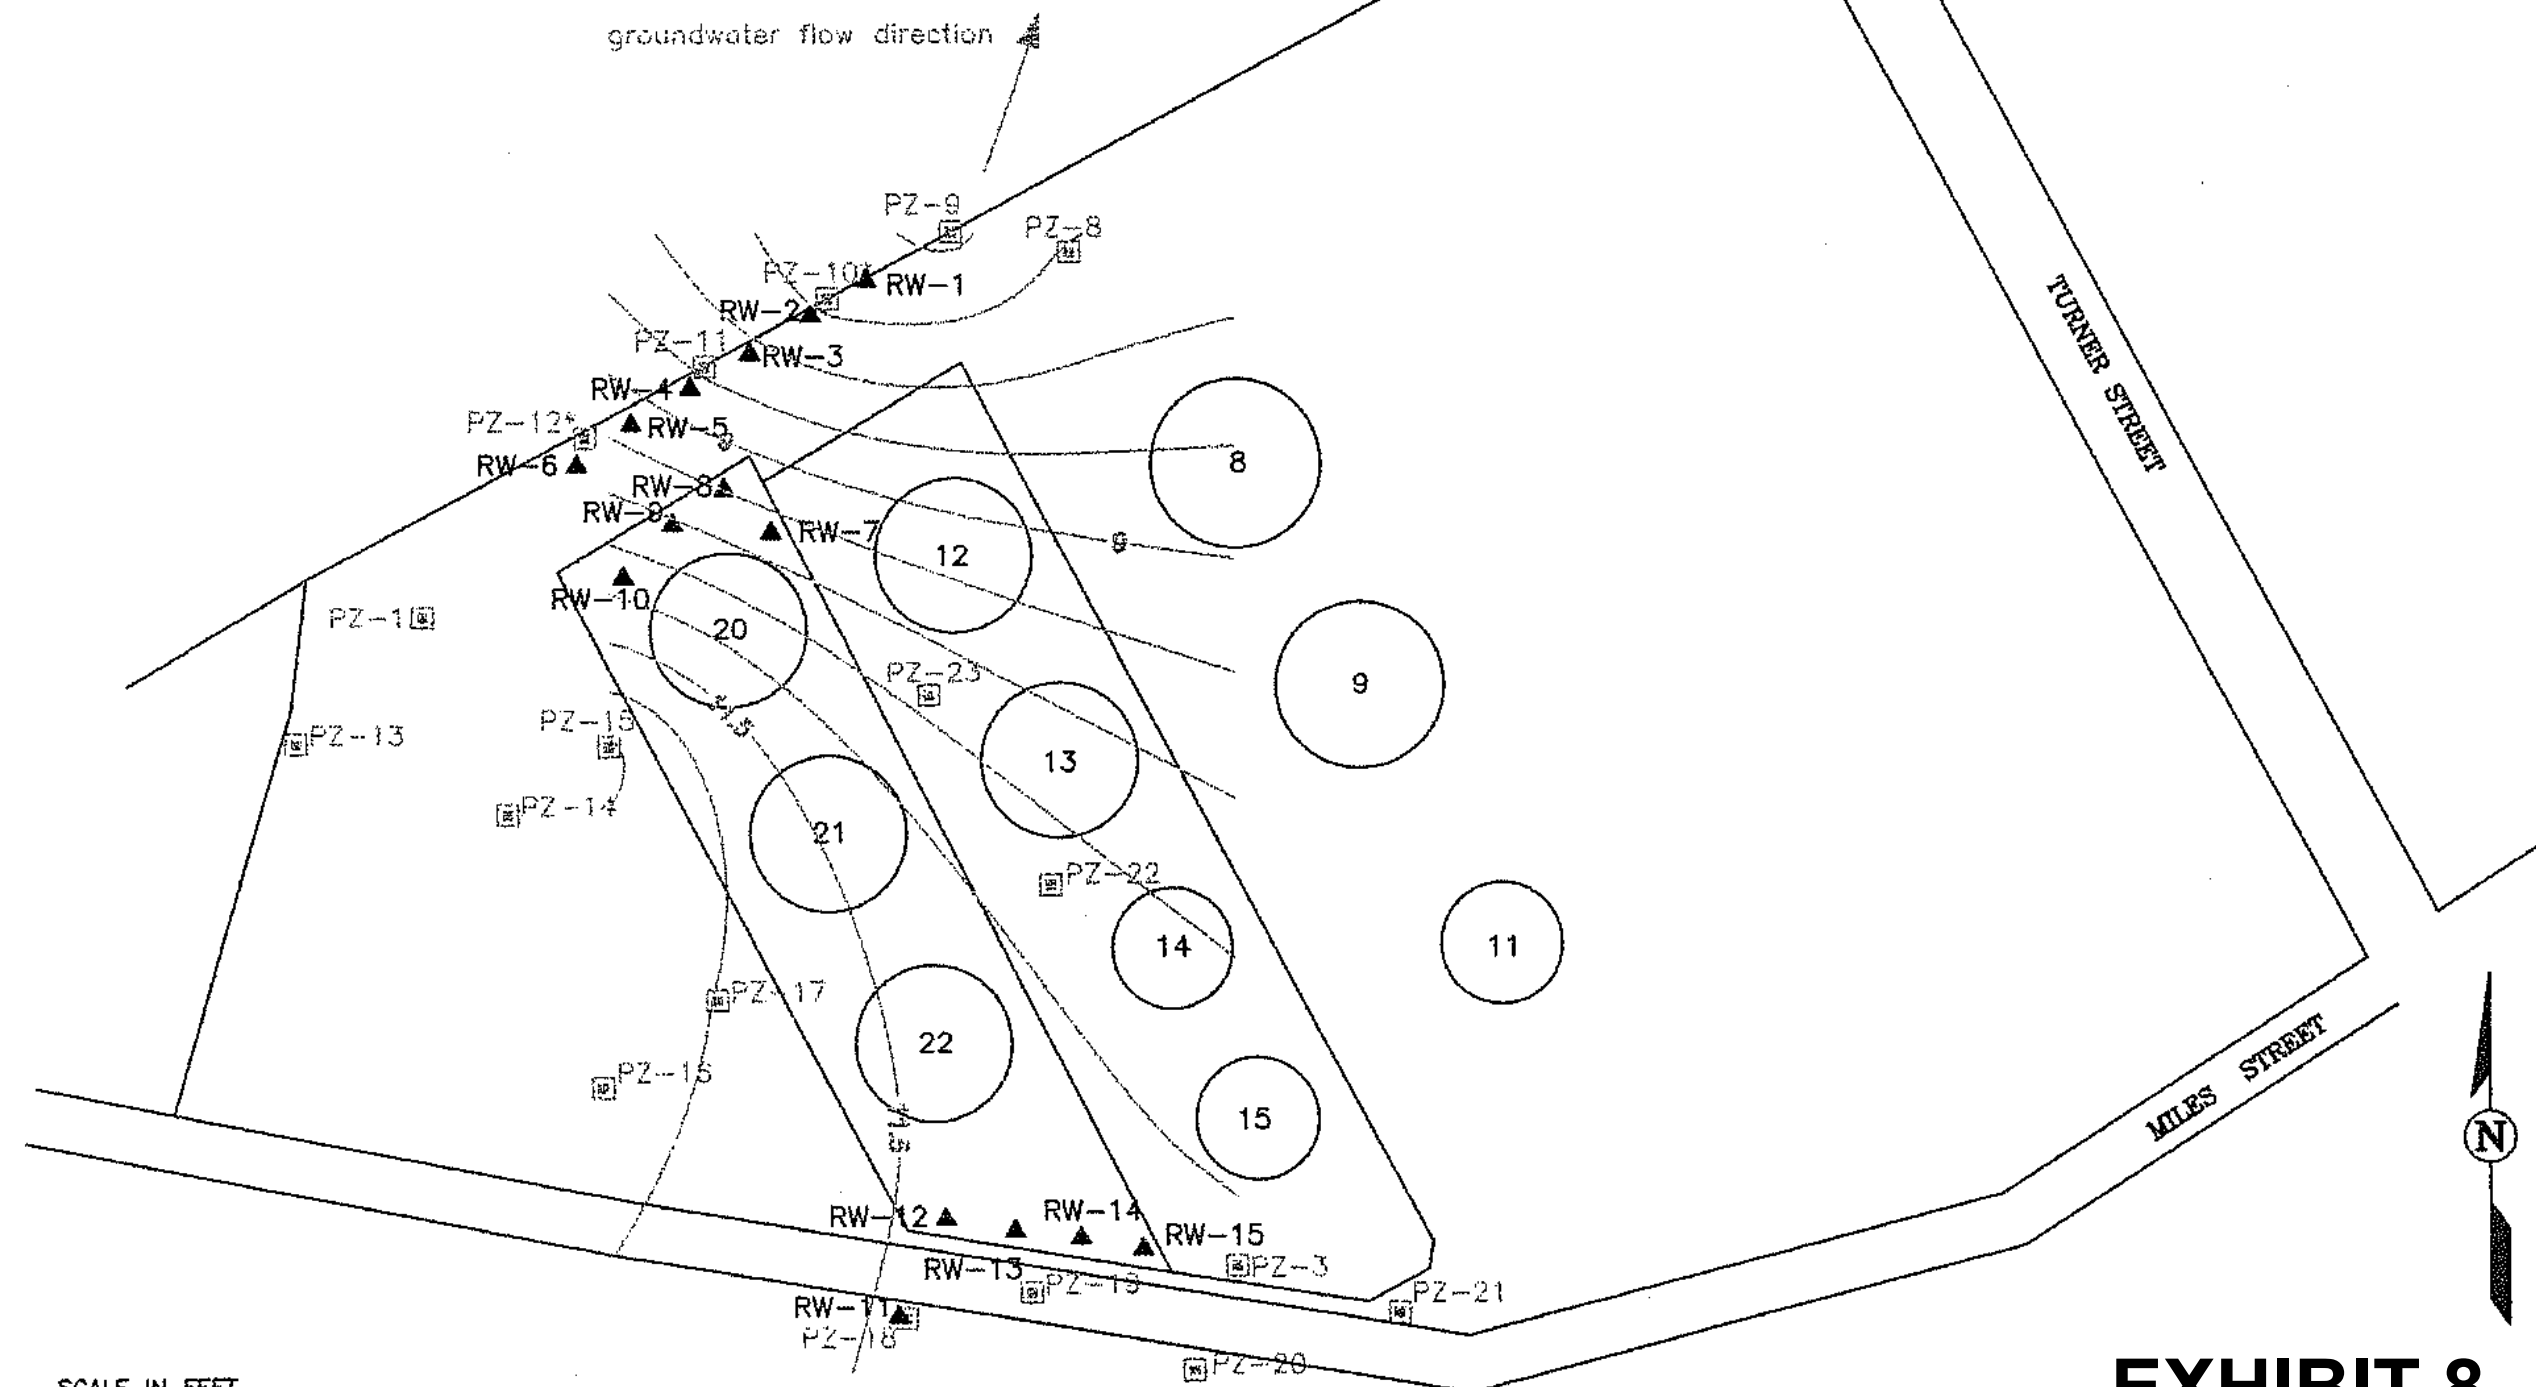 groundwater flow direction
PZ-9
PZ-8
PZ-10*
RW-1
RW-2
PZ-11
RW-3
RW-4
PZ-12*
RW-5
9
RW-6
8
RW-8
RW-9
RW-7
9
12
RW-10
PZ-1
20
PZ-23
9
PZ-15
PZ-13
13
PZ-14
21
PZ-22
14
11
PZ-17
22
PZ-16
15
RW-12
RW-14
RW-15
RW-13
PZ-3
PZ-19
PZ-21
RW-11
PZ-18
PZ-20
TURNER STREET
MILES STREET
N
SCALE IN FEET
EXHIBIT 8